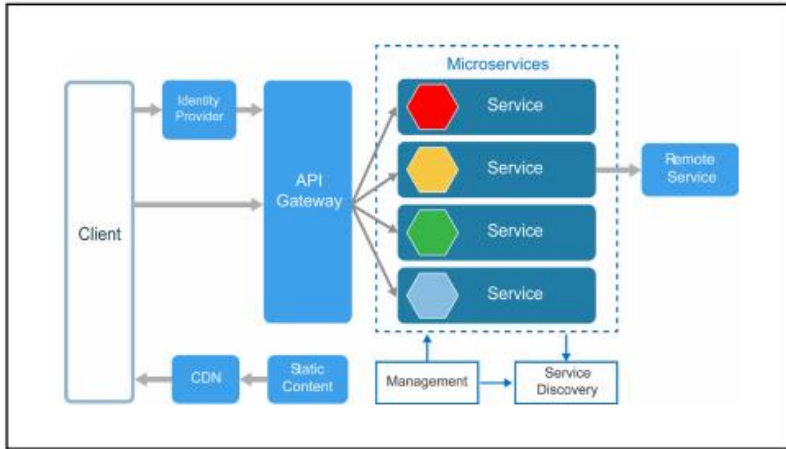 Microservices
Identity
Provider
Service
API
Gateway
Service
Remote
Service
Client
Service
Service
CDN
Static
Content
Management
Service
Discovery